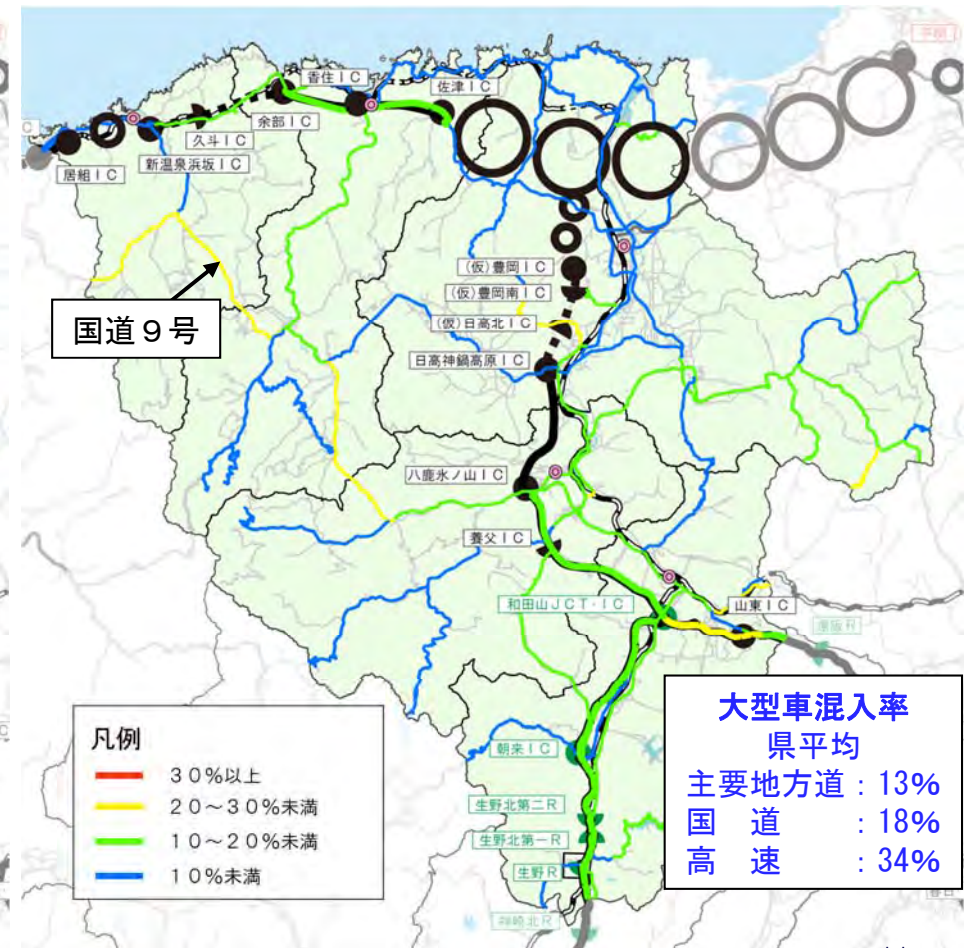 香住ＩＣ
佐津ＩＣ
余部ＩＣ
久斗ＩＣ
新温泉浜坂ＩＣ
居組ＩＣ
国道９号
(仮)豊岡ＩＣ
(仮)豊岡南ＩＣ
(仮)日高北ＩＣ
日高神鍋高原ＩＣ
八鹿氷ノ山ＩＣ
養父ＩＣ
和田山ＪＣＴ・ＩＣ
山東ＩＣ
朝来ＩＣ
生野北第二Ｒ
生野北第一Ｒ
生野Ｒ
神崎北Ｒ
凡例
３０％以上
２０～３０％未満
１０～２０％未満
１０％未満
大型車混入率
県平均
主要地方道：13%
国　道　：18%
高　速　：34%